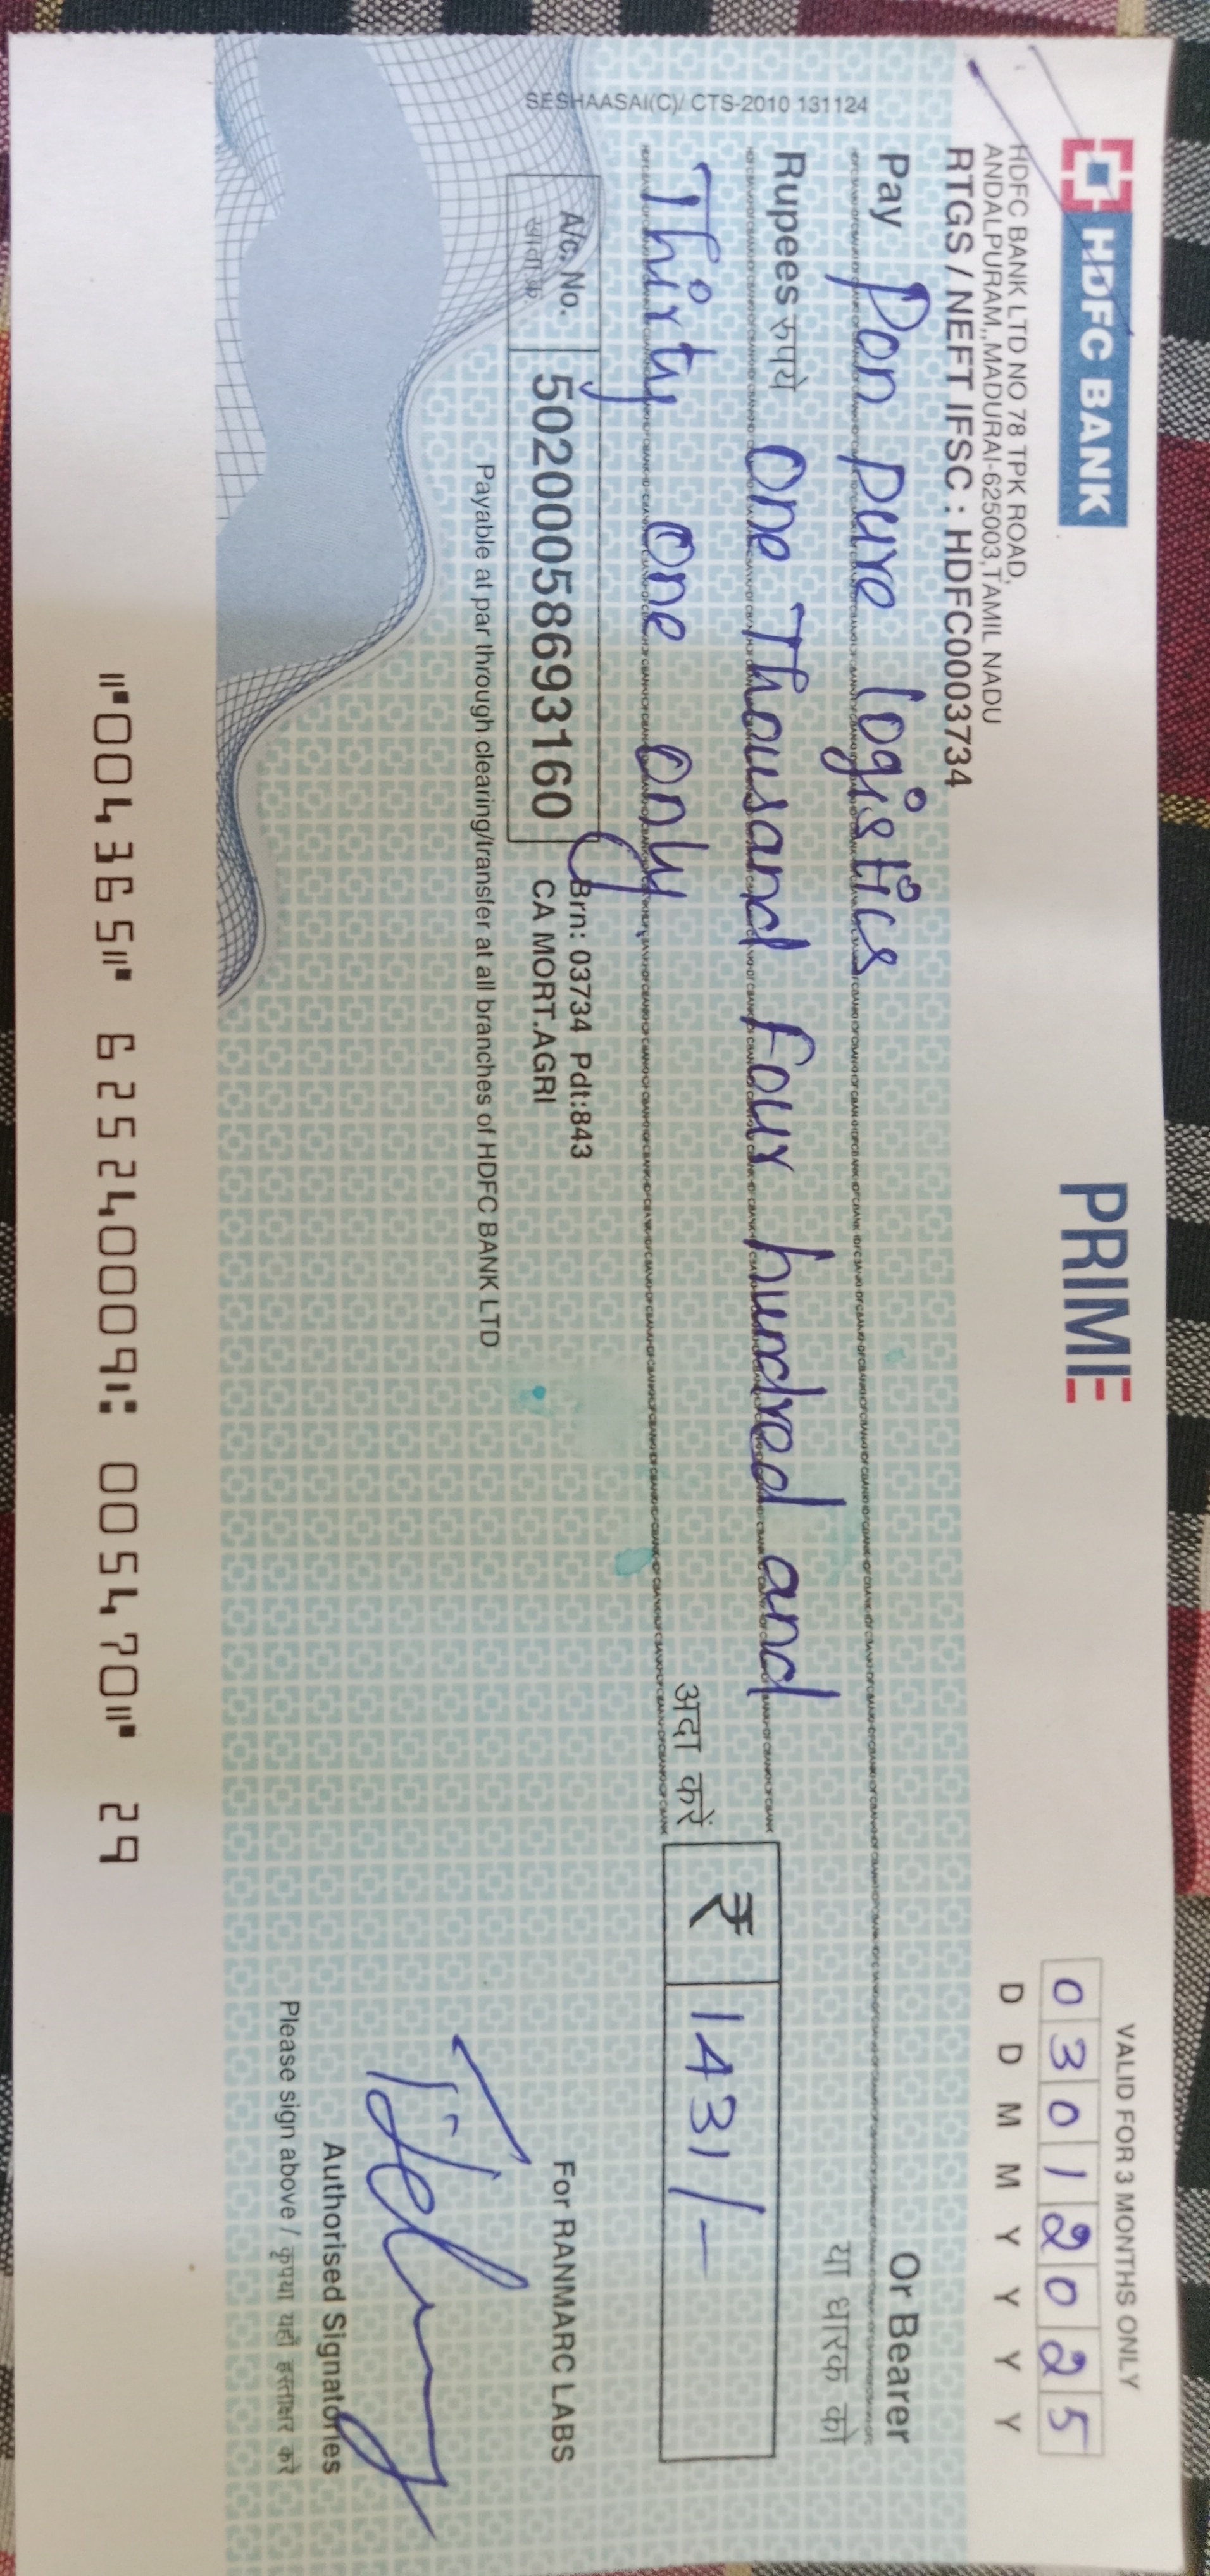 HDFC BANK
PRIME
VALID FOR 3 MONTHS ONLY
HDFC BANK LTD NO 78 TPK ROAD,
ANDALPURAM,,MADURAI-625003,TAMIL NADU
03012025
D D M M Y Y Y Y
RTGS / NEFT IFSC : HDFC0003734
Pay Pon pure logistics Or Bearer
या धारक को
Rupees रुपये One Thousand Four hundred and
Thirty one only अदा करें ₹ 1431/-
A/c. No. 50200058693160
खाता क्र
Brn: 03734 Pdt:843
CA MORT.AGRI
For RANMARC LABS
Payable at par through clearing/transfer at all branches of HDFC BANK LTD
Authorised Signatories
Please sign above / कृपया यहाँ हस्ताक्षर करें
SESHAASAI(C)/ CTS-2010 131124
⑈004365⑈ 625240009⑆ 005470⑈ 29